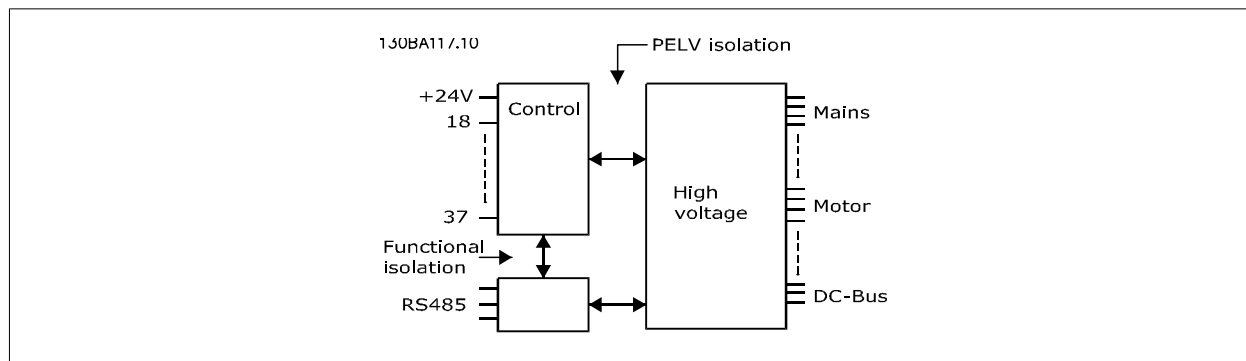 130BA117.10
PELV isolation
+24V
Control
Mains
18
High
voltage
37
Motor
Functional
isolation
RS485
DC-Bus